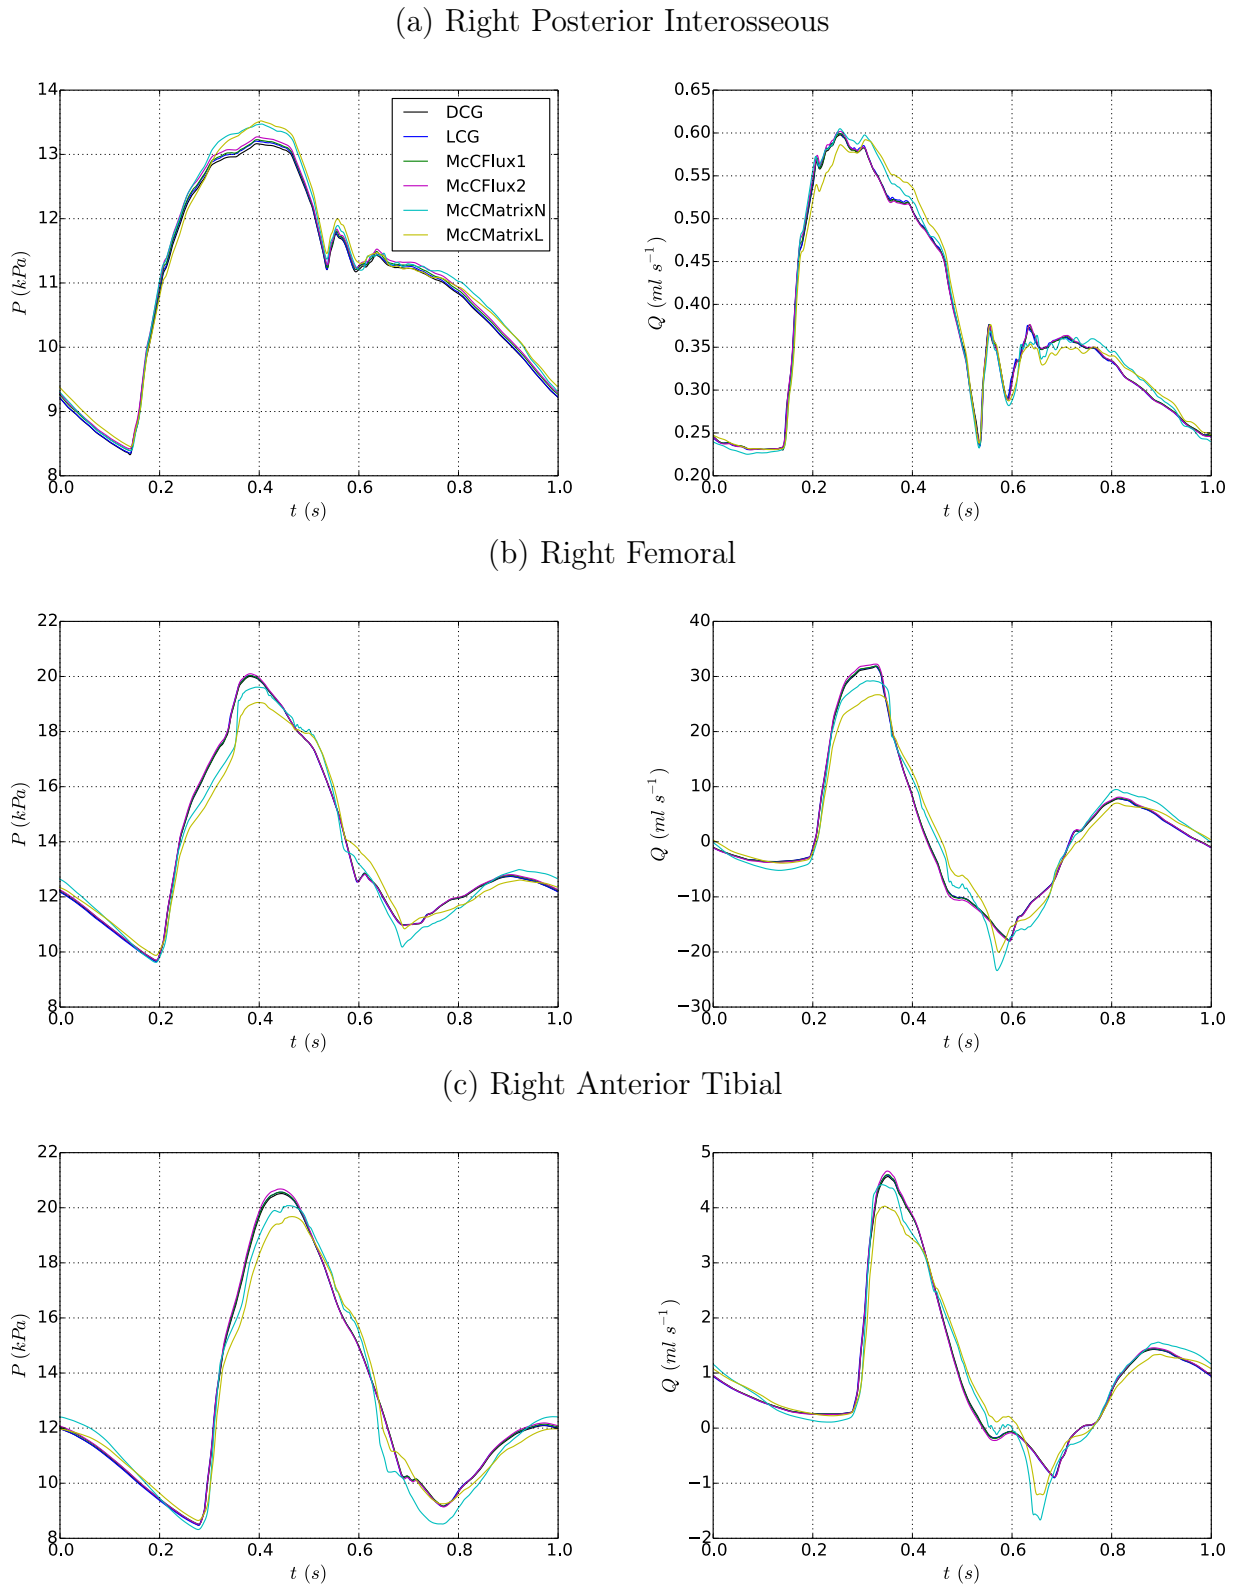 (a) Right Posterior Interosseous
14
13
12
11
10
9
8
0.0 0.2 0.4 0.6 0.8 1.0
P (kPa)
t (s)
DCG
LCG
McCFlux1
McCFlux2
McCMatrixN
McCMatrixL
0.65
0.60
0.55
0.50
0.45
0.40
0.35
0.30
0.25
0.20
0.0 0.2 0.4 0.6 0.8 1.0
Q (ml s⁻¹)
t (s)
(b) Right Femoral
22
20
18
16
14
12
10
8
0.0 0.2 0.4 0.6 0.8 1.0
P (kPa)
t (s)
40
30
20
10
0
−10
−20
−30
0.0 0.2 0.4 0.6 0.8 1.0
Q (ml s⁻¹)
t (s)
(c) Right Anterior Tibial
22
20
18
16
14
12
10
8
0.0 0.2 0.4 0.6 0.8 1.0
P (kPa)
t (s)
5
4
3
2
1
0
−1
−2
0.0 0.2 0.4 0.6 0.8 1.0
Q (ml s⁻¹)
t (s)